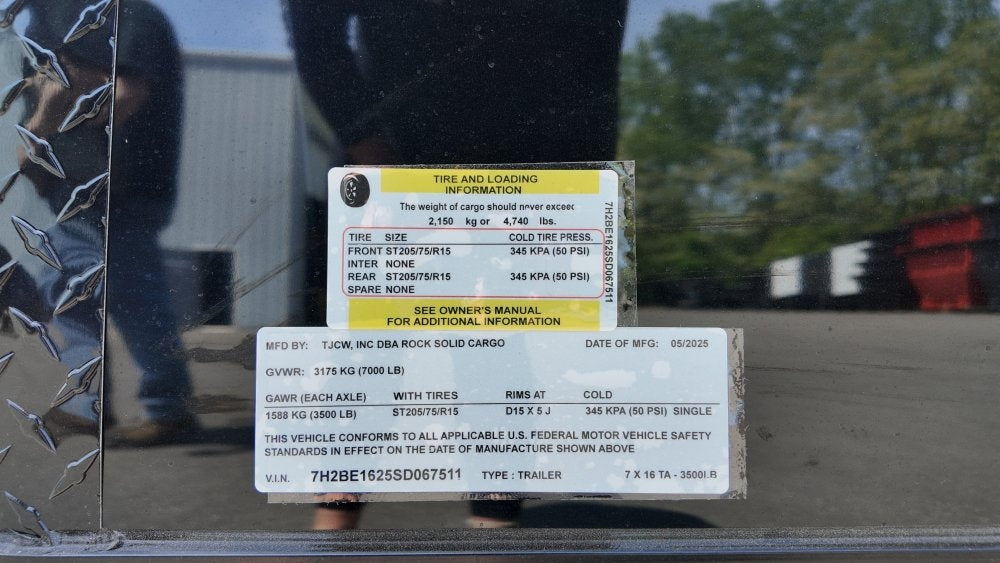 TIRE AND LOADING
INFORMATION
The weight of cargo should never exceed
2,150 kg or 4,740 lbs.
TIRE SIZE COLD TIRE PRESS.
FRONT ST205/75/R15 345 KPA (50 PSI)
INTER NONE
REAR ST205/75/R15 345 KPA (50 PSI)
SPARE NONE
SEE OWNER'S MANUAL
FOR ADDITIONAL INFORMATION
7H2BE1625SD067511
MFD BY: TJCW, INC DBA ROCK SOLID CARGO DATE OF MFG: 05/2025
GVWR: 3175 KG (7000 LB)
GAWR (EACH AXLE) WITH TIRES RIMS AT COLD
1588 KG (3500 LB) ST205/75/R15 D15 X 5 J 345 KPA (50 PSI) SINGLE
THIS VEHICLE CONFORMS TO ALL APPLICABLE U.S. FEDERAL MOTOR VEHICLE SAFETY
STANDARDS IN EFFECT ON THE DATE OF MANUFACTURE SHOWN ABOVE
V.I.N. 7H2BE1625SD067511 TYPE : TRAILER 7 X 16 TA - 3500LB